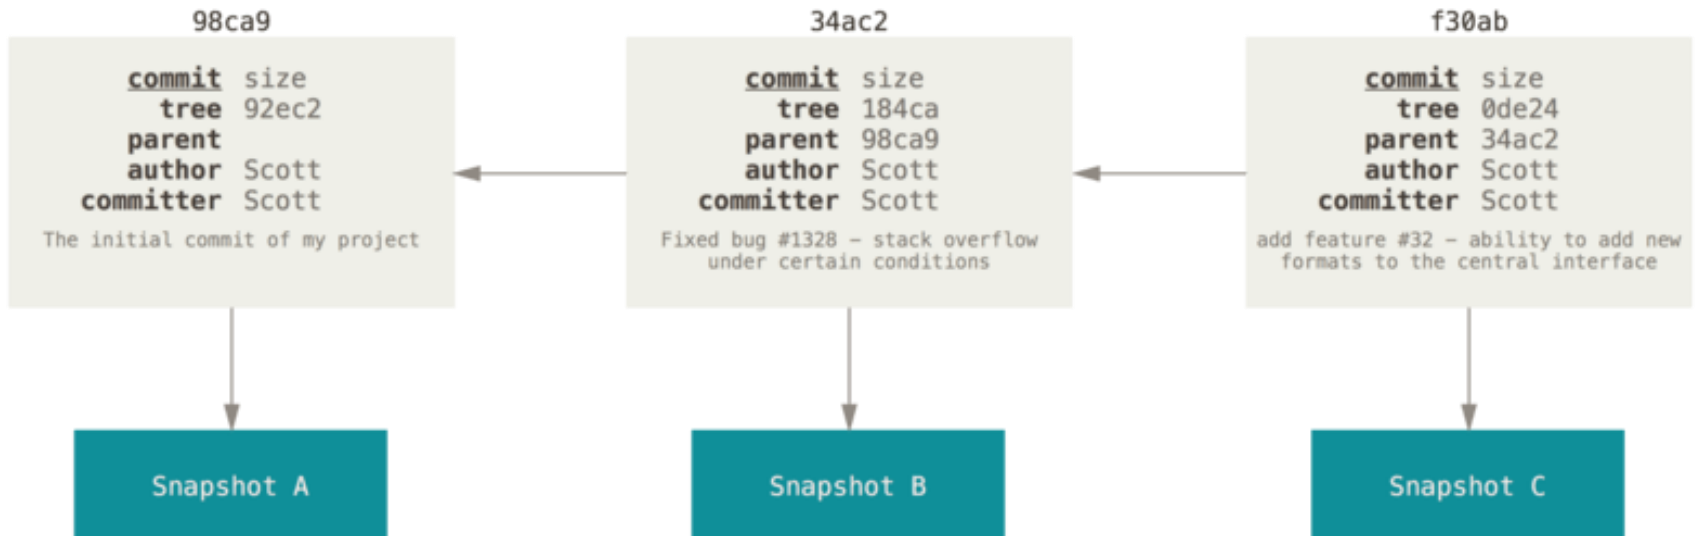 98ca9
commit size
tree 92ec2
parent
author Scott
committer Scott
The initial commit of my project
Snapshot A
34ac2
commit size
tree 184ca
parent 98ca9
author Scott
committer Scott
Fixed bug #1328 – stack overflow
under certain conditions
Snapshot B
f30ab
commit size
tree 0de24
parent 34ac2
author Scott
committer Scott
add feature #32 – ability to add new
formats to the central interface
Snapshot C